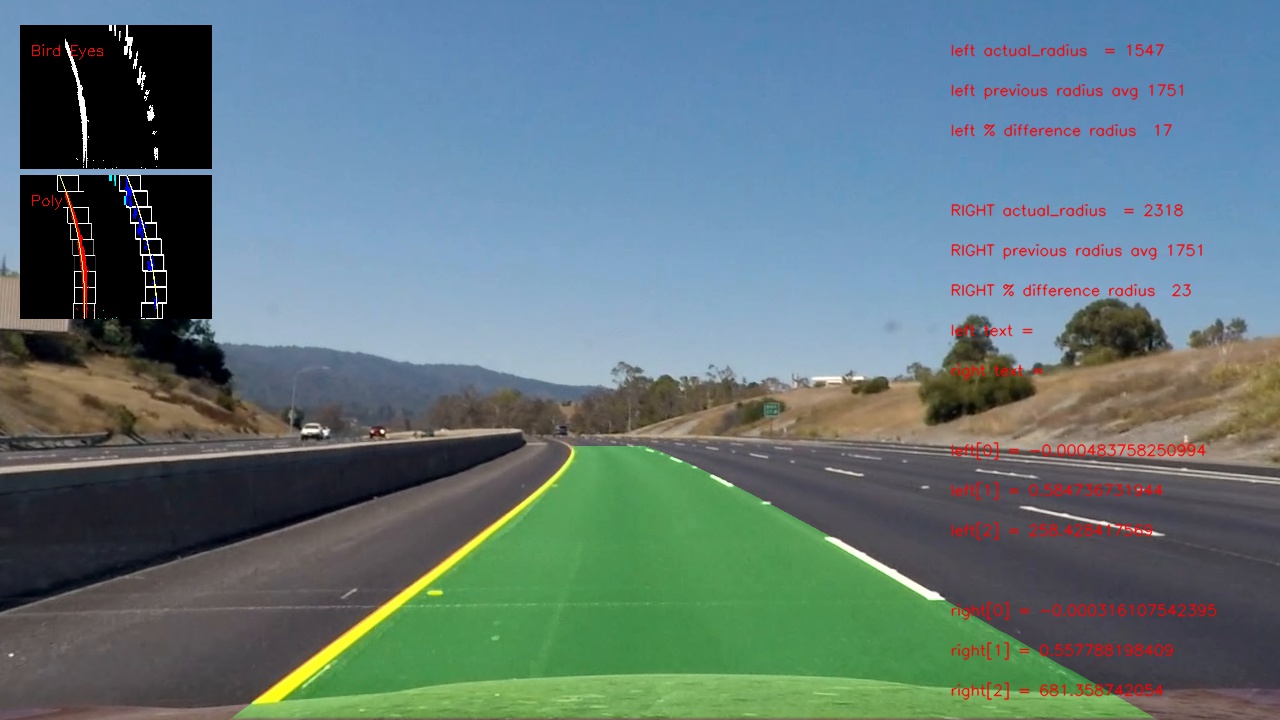 Bird Eyes
Poly
left actual_radius = 1547
left previous radius avg 1751
left % difference radius 17
RIGHT actual_radius = 2318
RIGHT previous radius avg 1751
RIGHT % difference radius 23
left text =
right text =
left[0] = -0.000483758250994
left[1] = 0.584736731944
left[2] = 258.428417569
right[0] = -0.000316107542395
right[1] = 0.557788198409
right[2] = 681.358742054